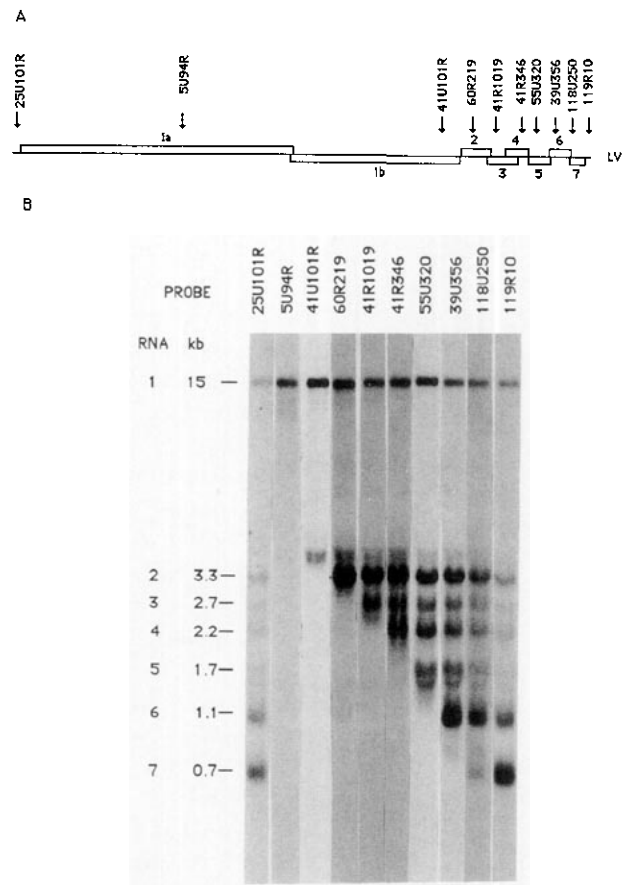 A
25U101R
5U94R
41U101R
60R219
41R1019
41R346
55U320
39U356
118U250
119R10
1a
2
4
6
LV
1b
3
5
7
B
PROBE
25U101R
5U94R
41U101R
60R219
41R1019
41R346
55U320
39U356
118U250
119R10
RNA kb
1 15 —
2 3.3—
3 2.7—
4 2.2—
5 1.7—
6 1.1—
7 0.7—